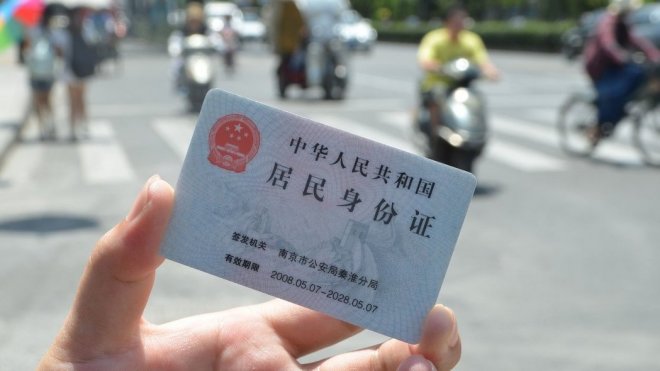 中华人民共和国
居民身份证
签发机关 南京市公安局秦淮分局
有效期限 2008.05.07-2028.05.07